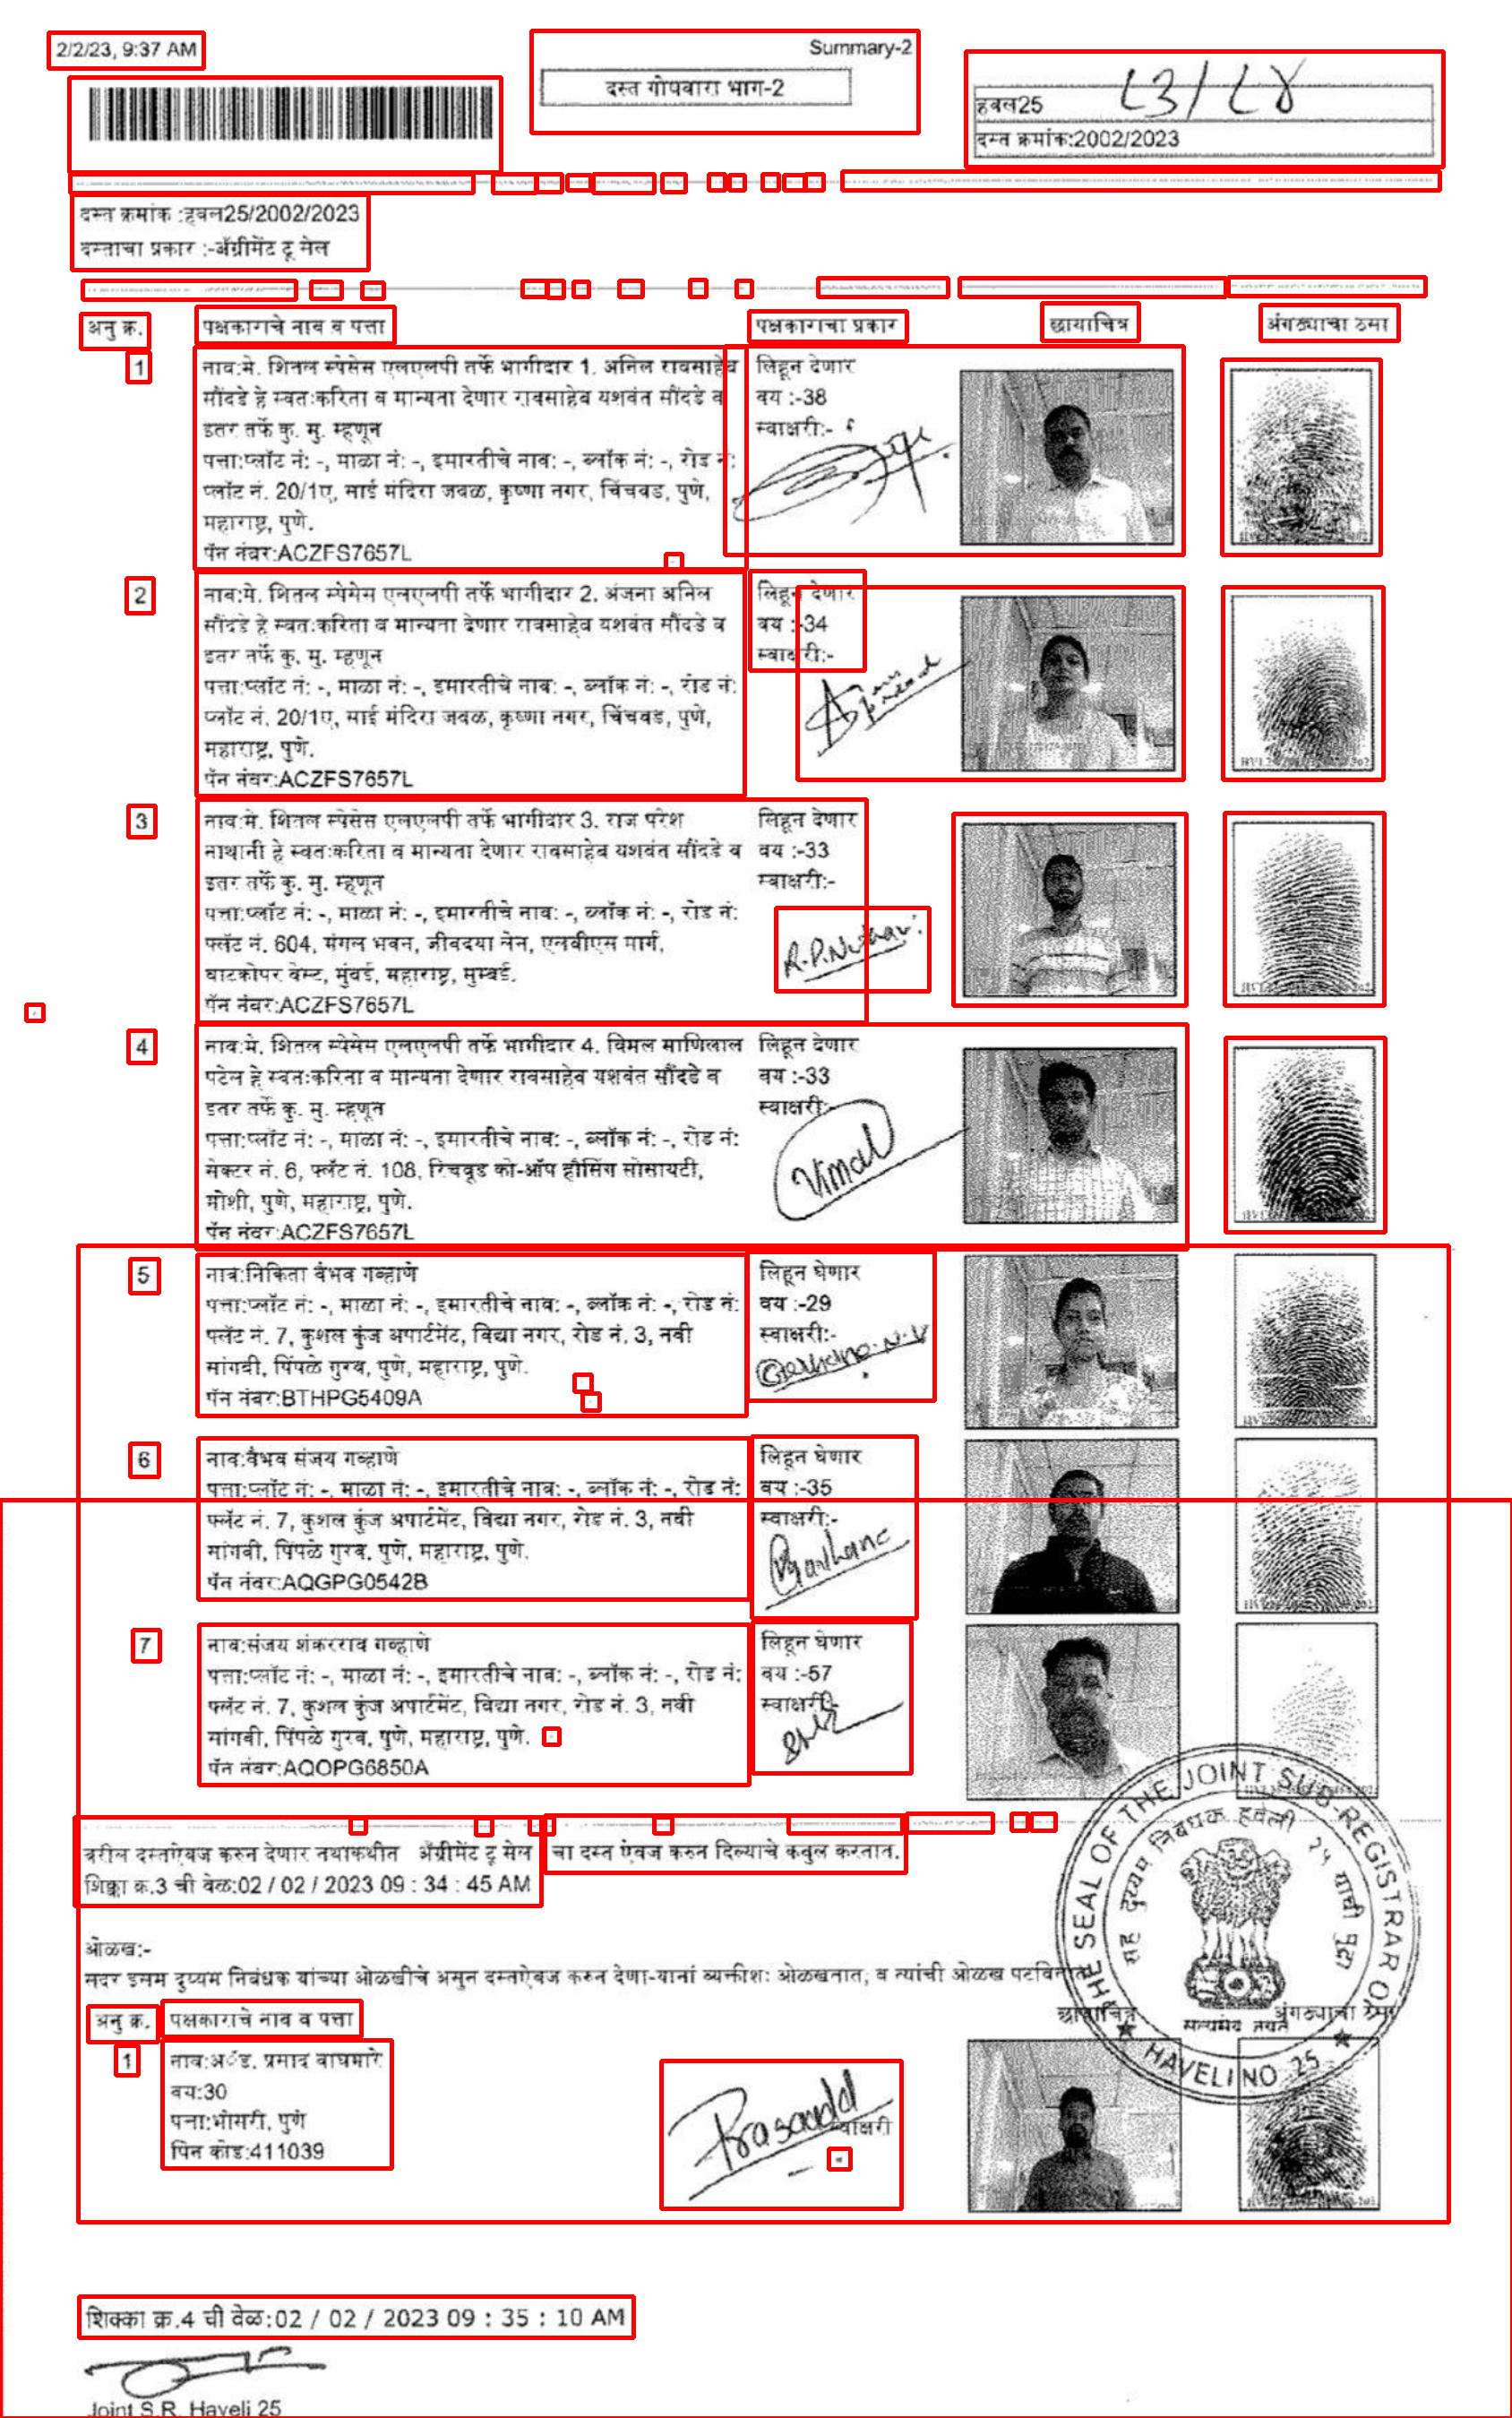 2/2/23, 9:37 AM
Summary-2
दस्त गोषवारा भाग-2
हवल25
दस्त क्रमांक:2002/2023
दस्त क्रमांक :हवल25/2002/2023
दस्ताचा प्रकार :-अ‍ॅग्रीमेंट टू सेल
अनु क्र. पक्षकाराचे नाव व पत्ता पक्षकाराचा प्रकार छायाचित्र अंगठ्याचा ठसा
1 नाव:मे. शितल स्पेसेस एलएलपी तर्फे भागीदार 1. अनिल रावसाहेब लिहून देणार
सौंदडे हे स्वतःकरिता व मान्यता देणार रावसाहेब यशवंत सौंदडे व वय :-38
इतर तर्फे कु. मु. म्हणून स्वाक्षरी:-
पत्ता:प्लॉट नं: -, माळा नं: -, इमारतीचे नाव: -, ब्लॉक नं: -, रोड नं:
प्लॉट नं. 20/1ए, साई मंदिरा जवळ, कृष्णा नगर, चिंचवड, पुणे,
महाराष्ट्र, पुणे.
पॅन नंबर:ACZFS7657L
2 नाव:मे. शितल स्पेसेस एलएलपी तर्फे भागीदार 2. अंजना अनिल लिहून देणार
सौंदडे हे स्वतःकरिता व मान्यता देणार रावसाहेब यशवंत सौंदडे व वय :-34
इतर तर्फे कु. मु. म्हणून स्वाक्षरी:-
पत्ता:प्लॉट नं: -, माळा नं: -, इमारतीचे नाव: -, ब्लॉक नं: -, रोड नं:
प्लॉट नं. 20/1ए, साई मंदिरा जवळ, कृष्णा नगर, चिंचवड, पुणे,
महाराष्ट्र, पुणे.
पॅन नंबर:ACZFS7657L
3 नाव:मे. शितल स्पेसेस एलएलपी तर्फे भागीदार 3. राज परेश लिहून देणार
नाथानी हे स्वतःकरिता व मान्यता देणार रावसाहेब यशवंत सौंदडे व वय :-33
इतर तर्फे कु. मु. म्हणून स्वाक्षरी:-
पत्ता:प्लॉट नं: -, माळा नं: -, इमारतीचे नाव: -, ब्लॉक नं: -, रोड नं:
फ्लॅट नं. 604, मंगल भवन, जीवदया लेन, एलबीएस मार्ग,
घाटकोपर वेस्ट, मुंबई, महाराष्ट्र, मुम्बई.
पॅन नंबर:ACZFS7657L
4 नाव:मे. शितल स्पेसेस एलएलपी तर्फे भागीदार 4. विमल माणिलाल लिहून देणार
पटेल हे स्वतःकरिता व मान्यता देणार रावसाहेब यशवंत सौंदडे व वय :-33
इतर तर्फे कु. मु. म्हणून स्वाक्षरी:-
पत्ता:प्लॉट नं: -, माळा नं: -, इमारतीचे नाव: -, ब्लॉक नं: -, रोड नं:
सेक्टर नं. 6, फ्लॅट नं. 108, रिचवूड को-ऑप हौसिंग सोसायटी,
मोशी, पुणे, महाराष्ट्र, पुणे.
पॅन नंबर:ACZFS7657L
Vimal
5 नाव:निकिता वैभव गव्हाणे लिहून घेणार
पत्ता:प्लॉट नं: -, माळा नं: -, इमारतीचे नाव: -, ब्लॉक नं: -, रोड नं: वय :-29
फ्लॅट नं. 7, कुशल कुंज अपार्टमेंट, विद्या नगर, रोड नं. 3, नवी स्वाक्षरी:-
सांगवी, पिंपळे गुरव, पुणे, महाराष्ट्र, पुणे.
पॅन नंबर:BTHPG5409A
6 नाव:वैभव संजय गव्हाणे लिहून घेणार
पत्ता:प्लॉट नं: -, माळा नं: -, इमारतीचे नाव: -, ब्लॉक नं: -, रोड नं: वय :-35
फ्लॅट नं. 7, कुशल कुंज अपार्टमेंट, विद्या नगर, रोड नं. 3, नवी स्वाक्षरी:-
सांगवी, पिंपळे गुरव, पुणे, महाराष्ट्र, पुणे.
पॅन नंबर:AQGPG0542B
7 नाव:संजय शंकरराव गव्हाणे लिहून घेणार
पत्ता:प्लॉट नं: -, माळा नं: -, इमारतीचे नाव: -, ब्लॉक नं: -, रोड नं: वय :-57
फ्लॅट नं. 7, कुशल कुंज अपार्टमेंट, विद्या नगर, रोड नं. 3, नवी स्वाक्षरी:-
सांगवी, पिंपळे गुरव, पुणे, महाराष्ट्र, पुणे.
पॅन नंबर:AQOPG6850A
वरील दस्तऐवज करुन देणार तथाकथीत अ‍ॅग्रीमेंट टू सेल चा दस्त ऐवज करुन दिल्याचे कबुल करतात.
शिक्का क्र.3 ची वेळ:02 / 02 / 2023 09 : 34 : 45 AM
ओळख:-
सदर इसम दुय्यम निबंधक यांच्या ओळखीचे असुन दस्तऐवज करुन देणा-यानां व्यक्तीशः ओळखतात, व त्यांची ओळख पटवितात
THE SEAL OF THE JOINT SUB-REGISTRAR O.
सह दुय्यम निबंधक हवेली २५ यांची मुद्रा
सत्यमेव जयते
HAVELI NO 25
अनु क्र. पक्षकाराचे नाव व पत्ता छायाचित्र अंगठ्याचा ठसा
1 नाव:अॅड. प्रसाद वाघमारे
वय:30
पत्ता:भोसरी, पुणे
पिन कोड:411039
स्वाक्षरी
शिक्का क्र.4 ची वेळ:02 / 02 / 2023 09 : 35 : 10 AM
Joint S.R. Haveli 25